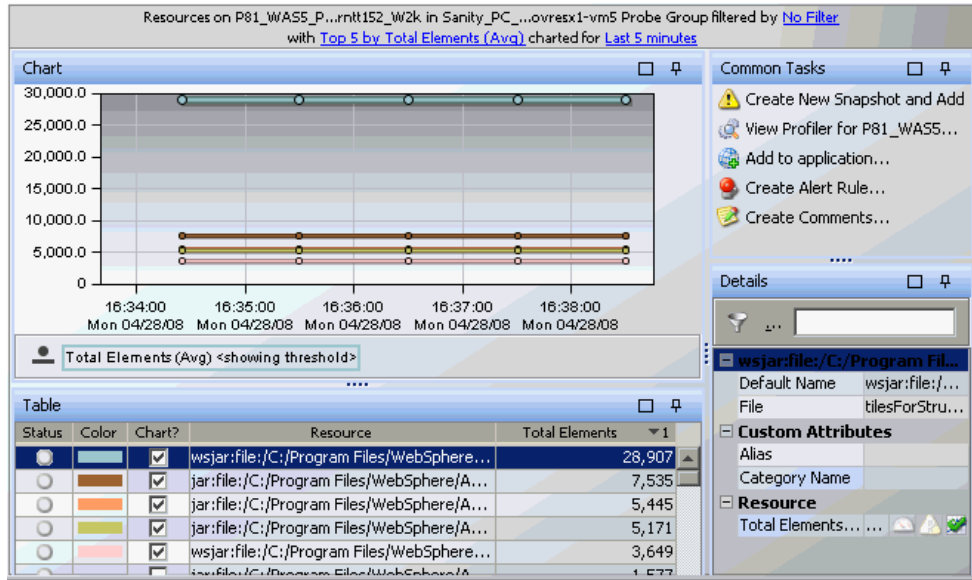 Resources on P81_WAS5_P...rntt152_W2k in Sanity_PC_...ovresx1-vm5 Probe Group filtered by No Filter
with Top 5 by Total Elements (Avg) charted for Last 5 minutes
Chart
30,000.0
25,000.0
20,000.0
15,000.0
10,000.0
5,000.0
0
16:34:00 16:35:00 16:36:00 16:37:00 16:38:00
Mon 04/28/08 Mon 04/28/08 Mon 04/28/08 Mon 04/28/08 Mon 04/28/08
Total Elements (Avg) <showing threshold>
Table
Status Color Chart? Resource Total Elements 1
wsjar:file:/C:/Program Files/WebSphere... 28,907
jar:file:/C:/Program Files/WebSphere/A... 7,535
jar:file:/C:/Program Files/WebSphere/A... 5,445
jar:file:/C:/Program Files/WebSphere/A... 5,171
wsjar:file:/C:/Program Files/WebSphere... 3,649
jar:file:/C:/Program Files/WebSphere/A... 1,577
Common Tasks
Create New Snapshot and Add
View Profiler for P81_WAS5...
Add to application...
Create Alert Rule...
Create Comments...
Details
...
wsjar:file:/C:/Program Fil...
Default Name wsjar:file:/...
File tilesForStru...
Custom Attributes
Alias
Category Name
Resource
Total Elements... ...